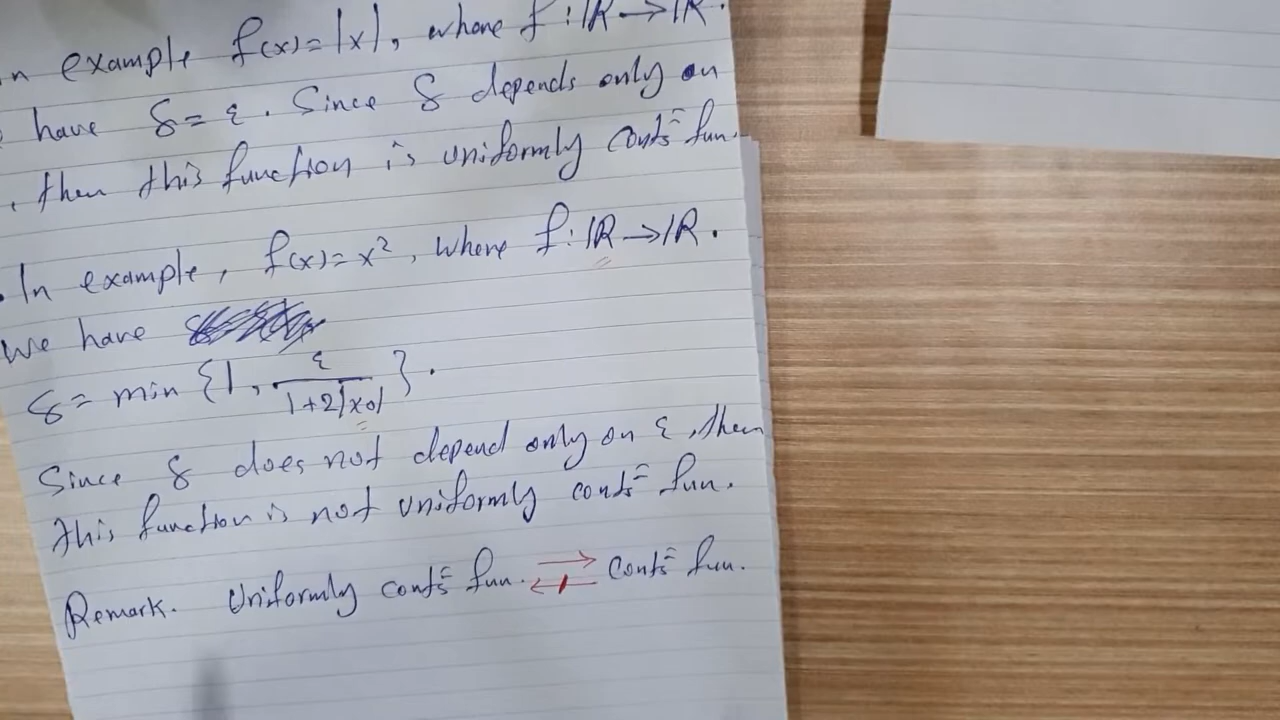 n example f(x)=|x|, where f:ℝ→ℝ.
have δ=ε. Since δ depends only on
, then this function is uniformly conts fun.
. In example, f(x)=x², where f:ℝ→ℝ.
We have
δ= min {1, ε/(1+2|x₀|)}.
Since δ does not depend only on ε, then
this function is not uniformly conts fun.
Remark. Uniformly conts fun. ⇄ conts fun.